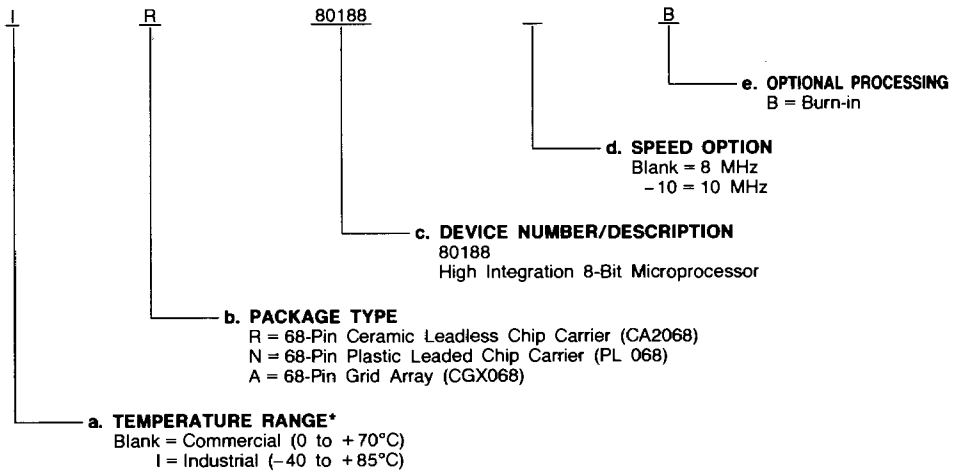 I R 80188 _ B
e. OPTIONAL PROCESSING
B = Burn-in
d. SPEED OPTION
Blank = 8 MHz
-10 = 10 MHz
c. DEVICE NUMBER/DESCRIPTION
80188
High Integration 8-Bit Microprocessor
b. PACKAGE TYPE
R = 68-Pin Ceramic Leadless Chip Carrier (CA2068)
N = 68-Pin Plastic Leaded Chip Carrier (PL 068)
A = 68-Pin Grid Array (CGX068)
a. TEMPERATURE RANGE*
Blank = Commercial (0 to +70°C)
I = Industrial (-40 to +85°C)